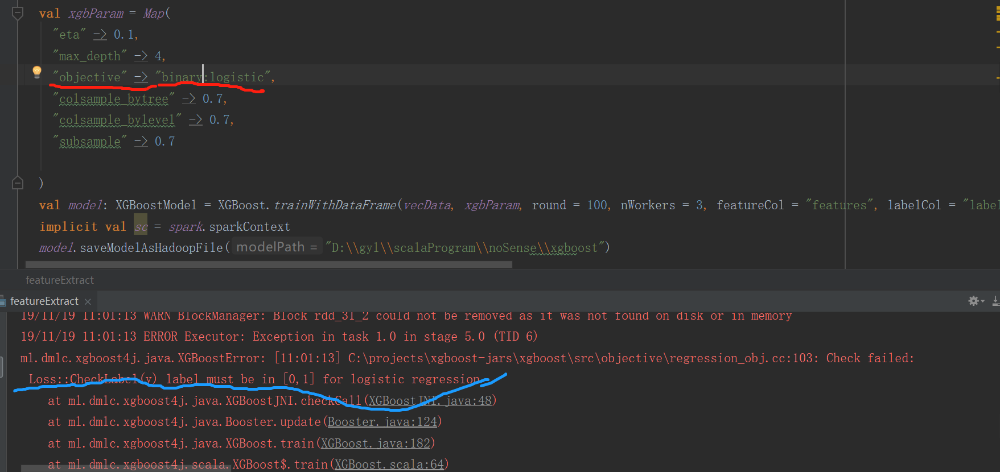 val xgbParam = Map(
"eta" -> 0.1,
"max_depth" -> 4,
"objective" -> "binary:logistic",
"colsample_bytree" -> 0.7,
"colsample_bylevel" -> 0.7,
"subsample" -> 0.7
)
val model: XGBoostModel = XGBoost.trainWithDataFrame(vecData, xgbParam, round = 100, nWorkers = 3, featureCol = "features", labelCol = "label
implicit val sc = spark.sparkContext
model.saveModelAsHadoopFile( modelPath = "D:\\gyl\\scalaProgram\\noSense\\xgboost")
featureExtract
featureExtract
19/11/19 11:01:13 WARN BlockManager: Block rdd_31_2 could not be removed as it was not found on disk or in memory
19/11/19 11:01:13 ERROR Executor: Exception in task 1.0 in stage 5.0 (TID 6)
ml.dmlc.xgboost4j.java.XGBoostError: [11:01:13] C:\projects\xgboost-jars\xgboost\src\objective\regression_obj.cc:103: Check failed:
Loss::CheckLabel(y) label must be in [0,1] for logistic regression
at ml.dmlc.xgboost4j.java.XGBoostJNI.checkCall(XGBoostJNI.java:48)
at ml.dmlc.xgboost4j.java.Booster.update(Booster.java:124)
at ml.dmlc.xgboost4j.java.XGBoost.train(XGBoost.java:182)
at ml.dmlc.xgboost4j.scala.XGBoost$.train(XGBoost.scala:64)